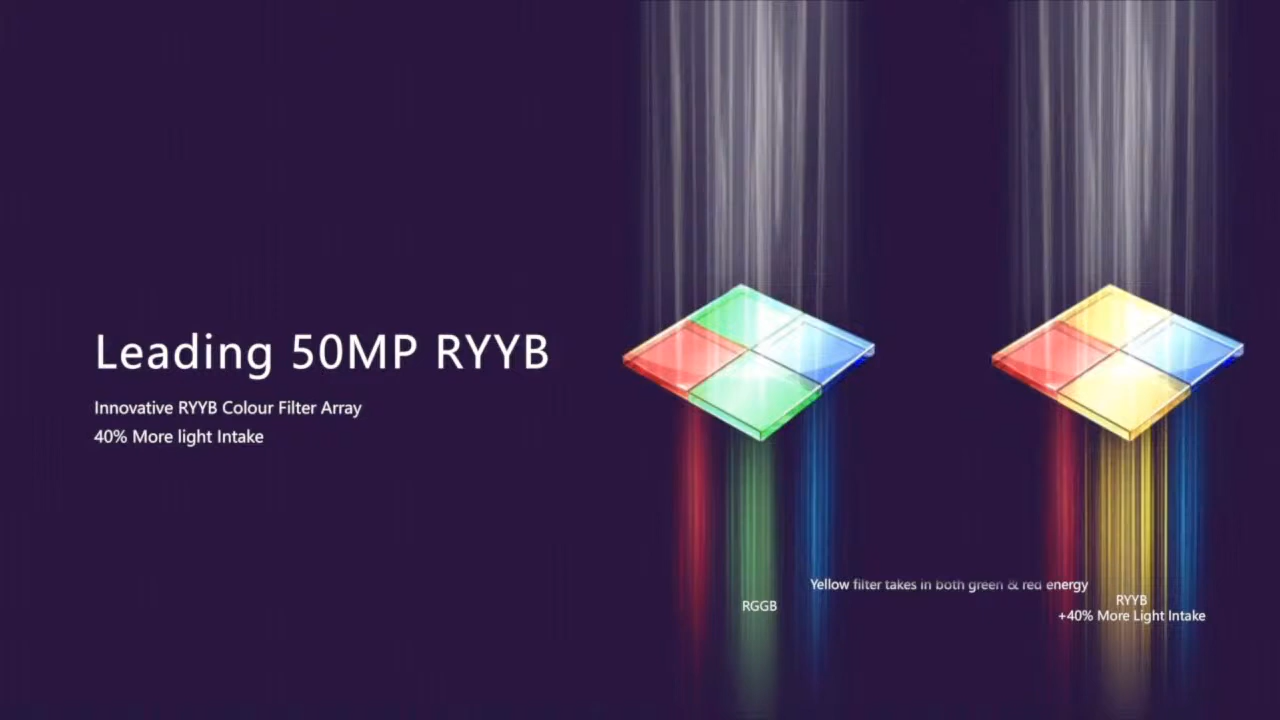 Leading 50MP RYYB
Innovative RYYB Colour Filter Array
40% More light Intake
Yellow filter takes in both green & red energy
RGGB
RYYB
+40% More Light Intake